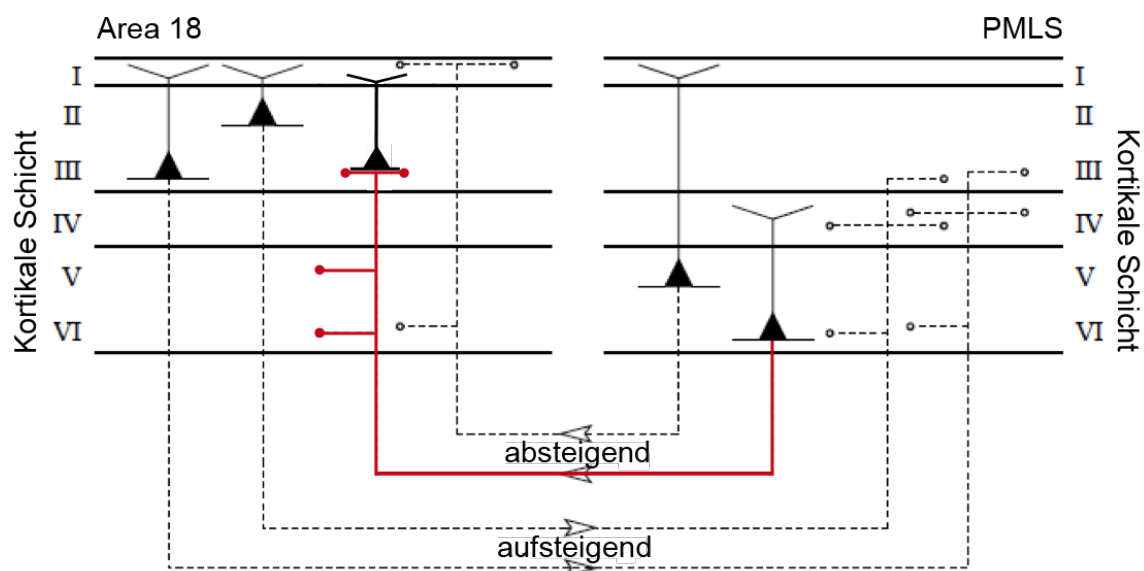 Area 18
PMLS
I
II
III
IV
V
VI
Kortikale Schicht
I
II
III
IV
V
VI
Kortikale Schicht
absteigend
aufsteigend